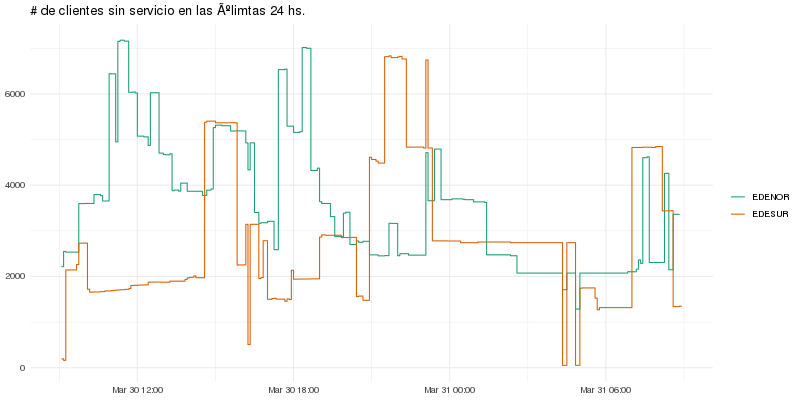 # de clientes sin servicio en las Ãºlimtas 24 hs.
6000
4000
2000
0
Mar 30 12:00
Mar 30 18:00
Mar 31 00:00
Mar 31 06:00
EDENOR
EDESUR